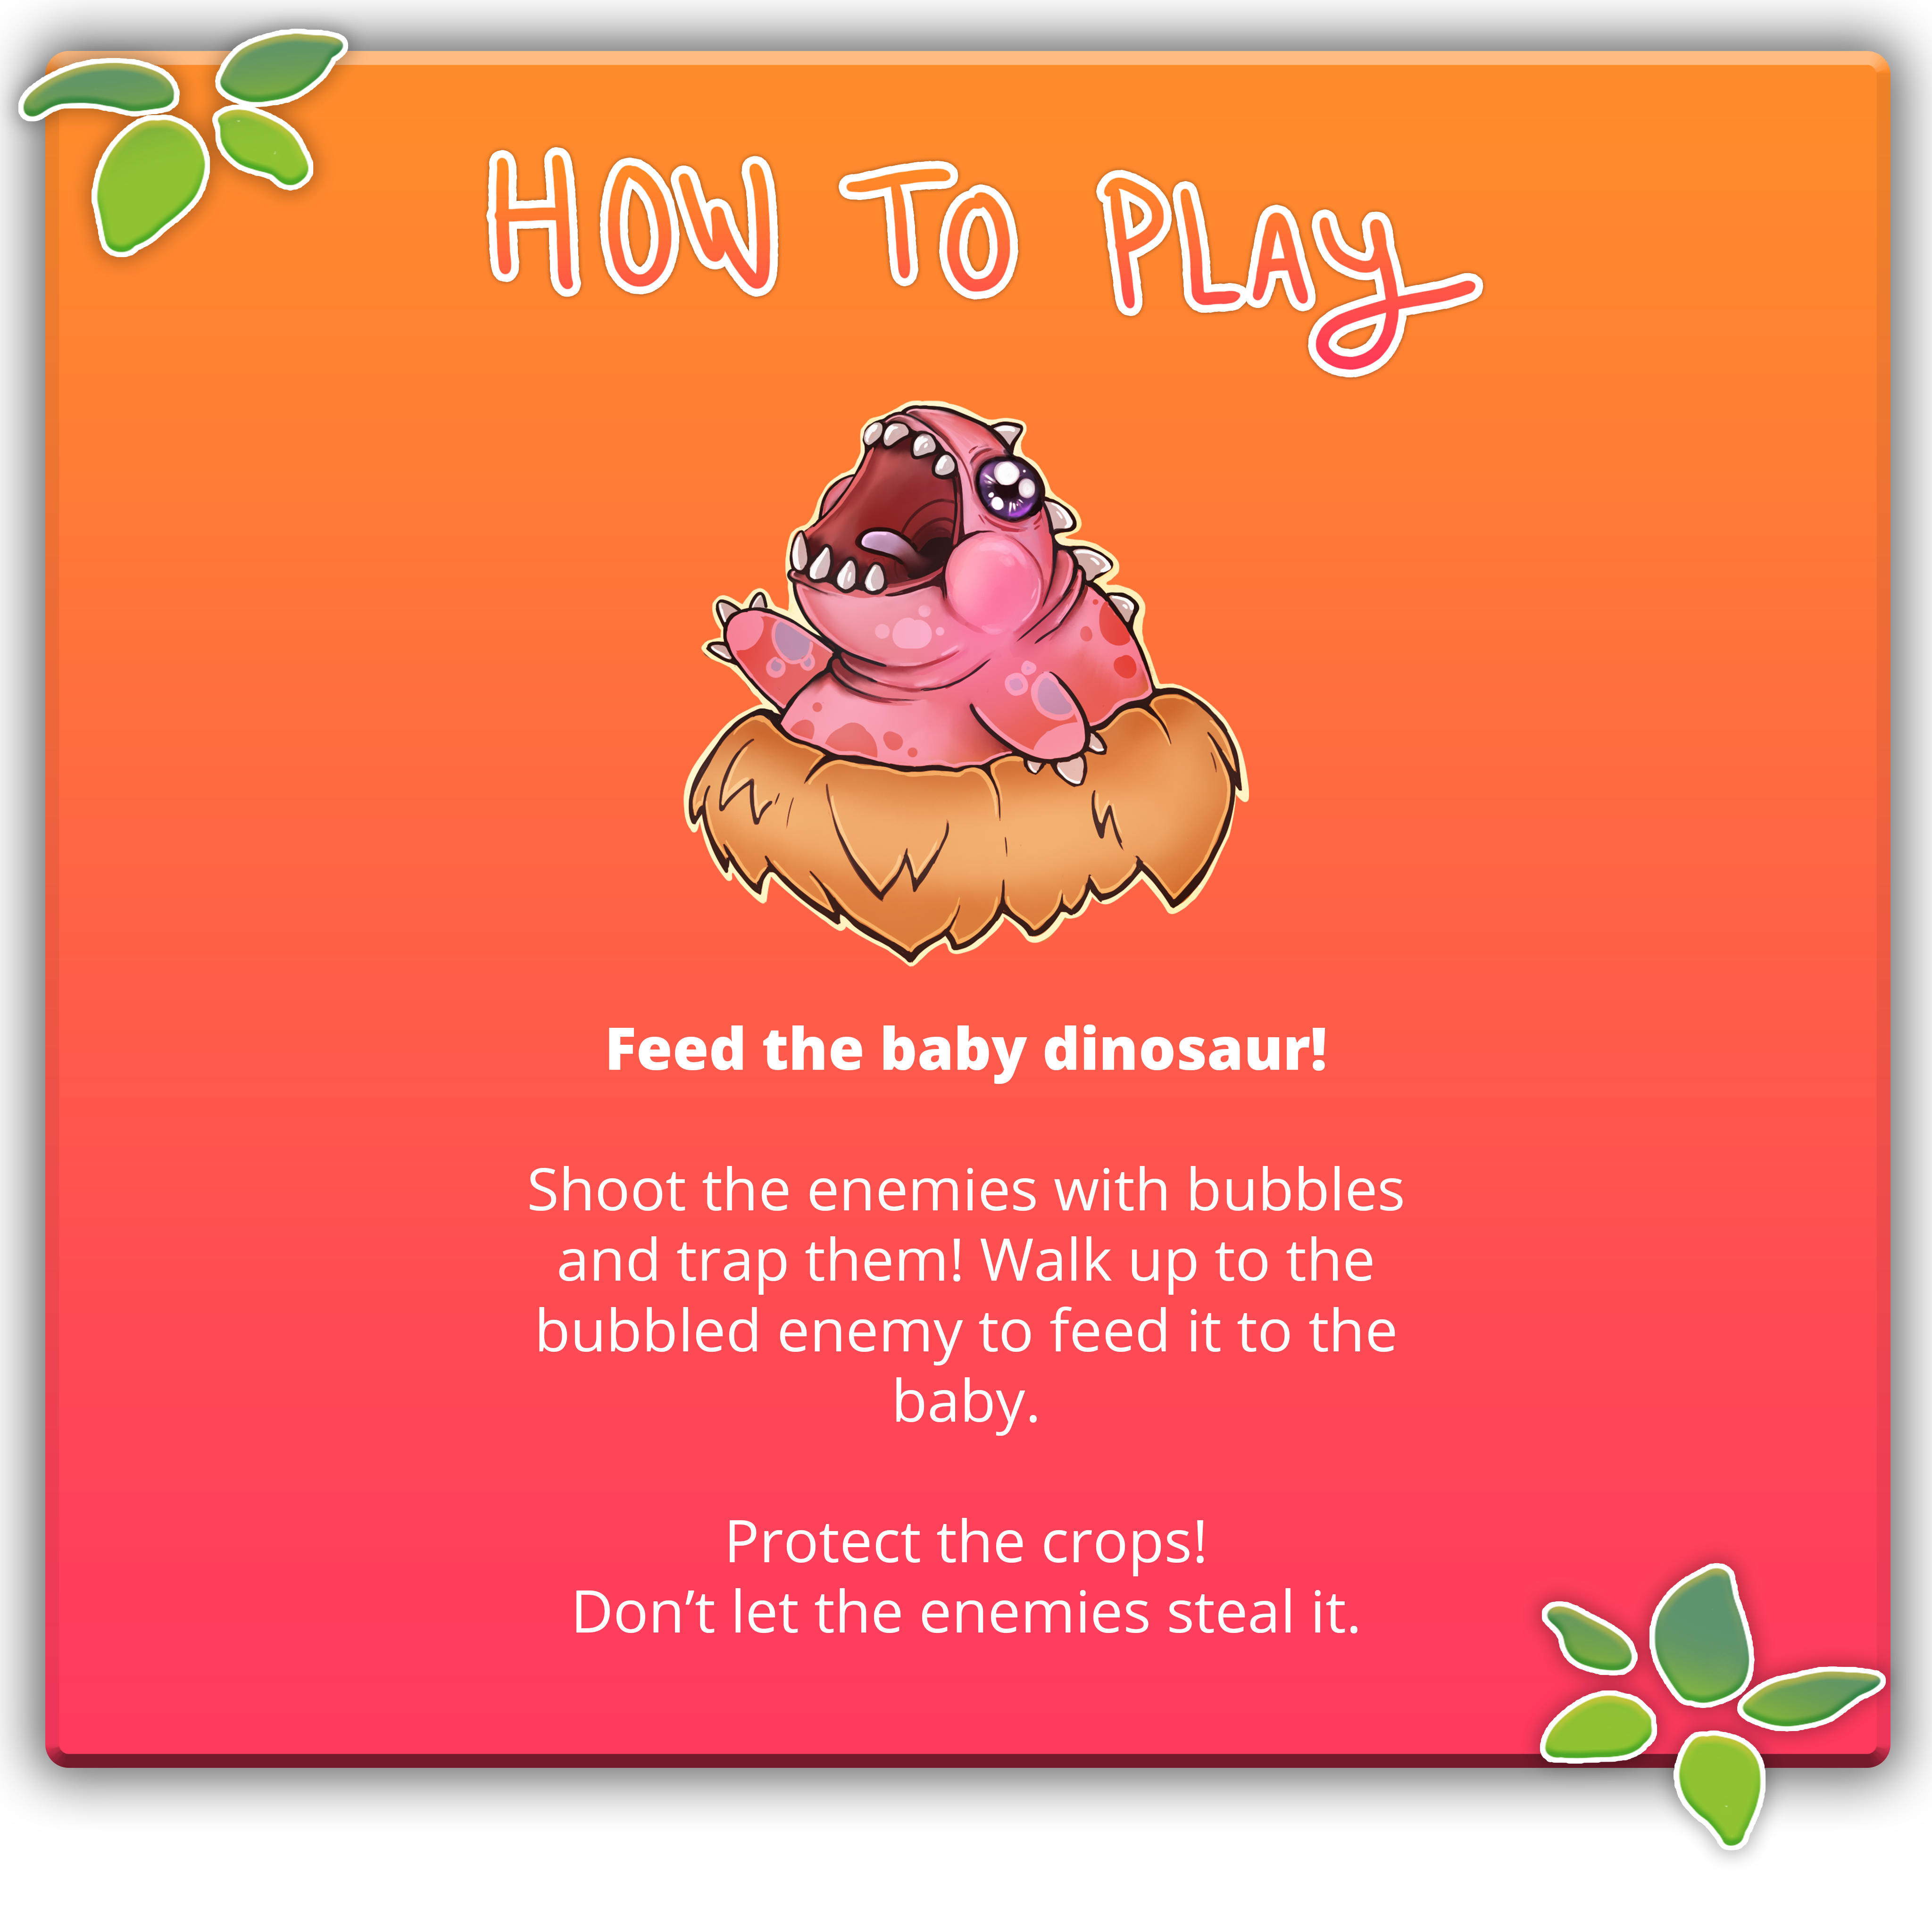 HOW TO PLAY
Feed the baby dinosaur!
Shoot the enemies with bubbles
and trap them! Walk up to the
bubbled enemy to feed it to the
baby.
Protect the crops!
Don’t let the enemies steal it.